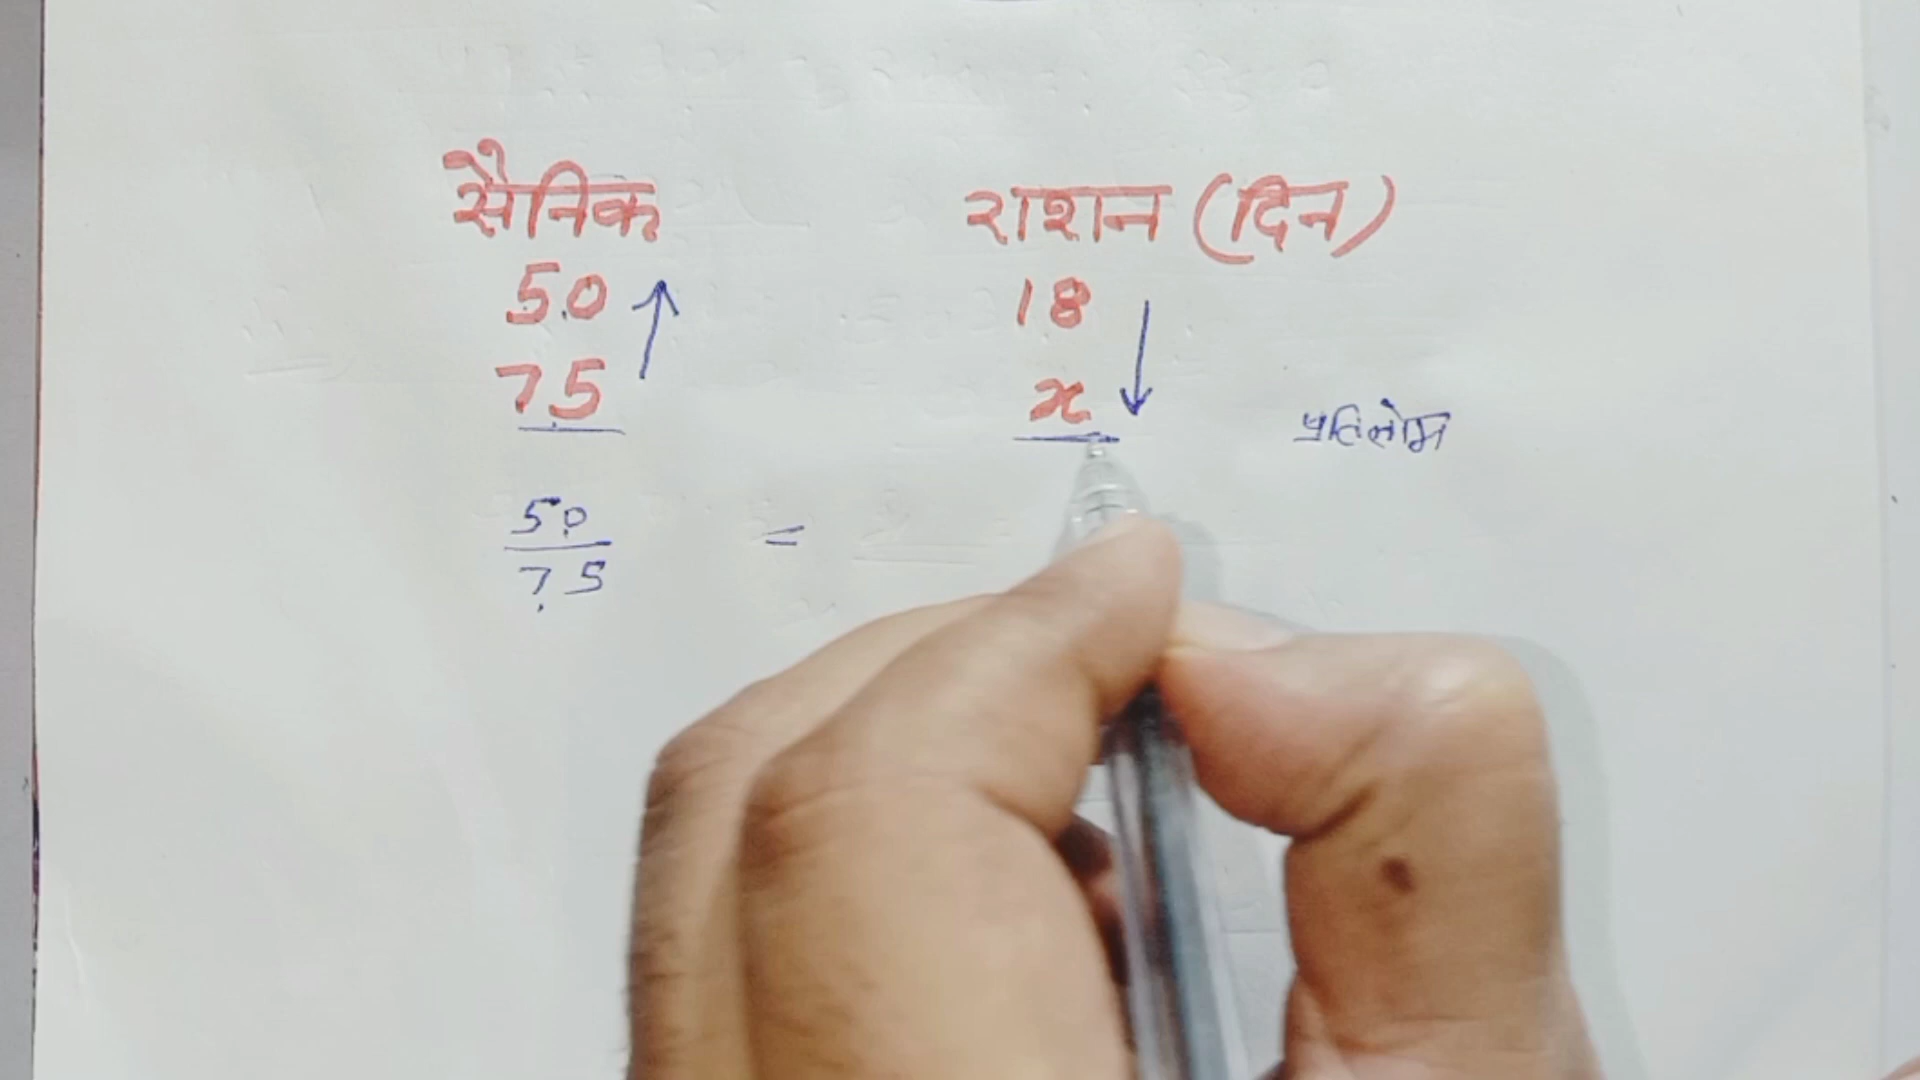 सैनिक राशन (दिन)
50 18
75 x
प्रतिलोम
50 =
75